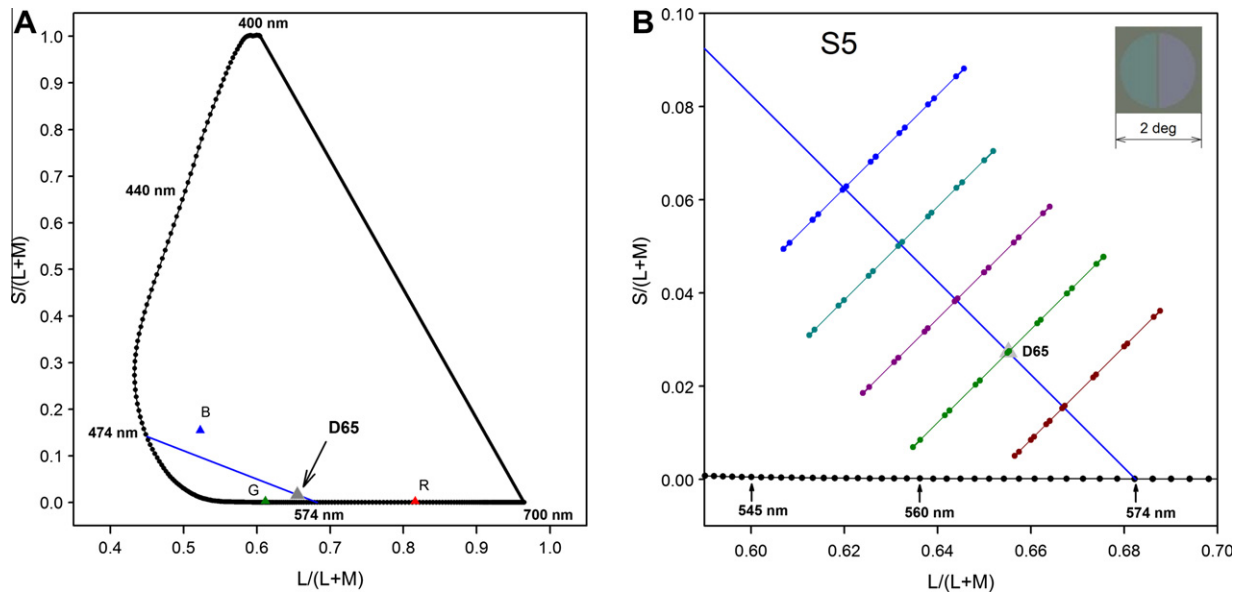 A
400 nm
1.0
0.9
0.8
0.7
0.6
0.5
0.4
0.3
0.2
0.1
0.0
S/(L+M)
440 nm
474 nm
B
D65
G
R
574 nm
700 nm
0.4 0.5 0.6 0.7 0.8 0.9 1.0
L/(L+M)
B
S5
2 deg
0.10
0.08
0.06
0.04
0.02
0.00
S/(L+M)
D65
545 nm
560 nm
574 nm
0.60 0.62 0.64 0.66 0.68 0.70
L/(L+M)